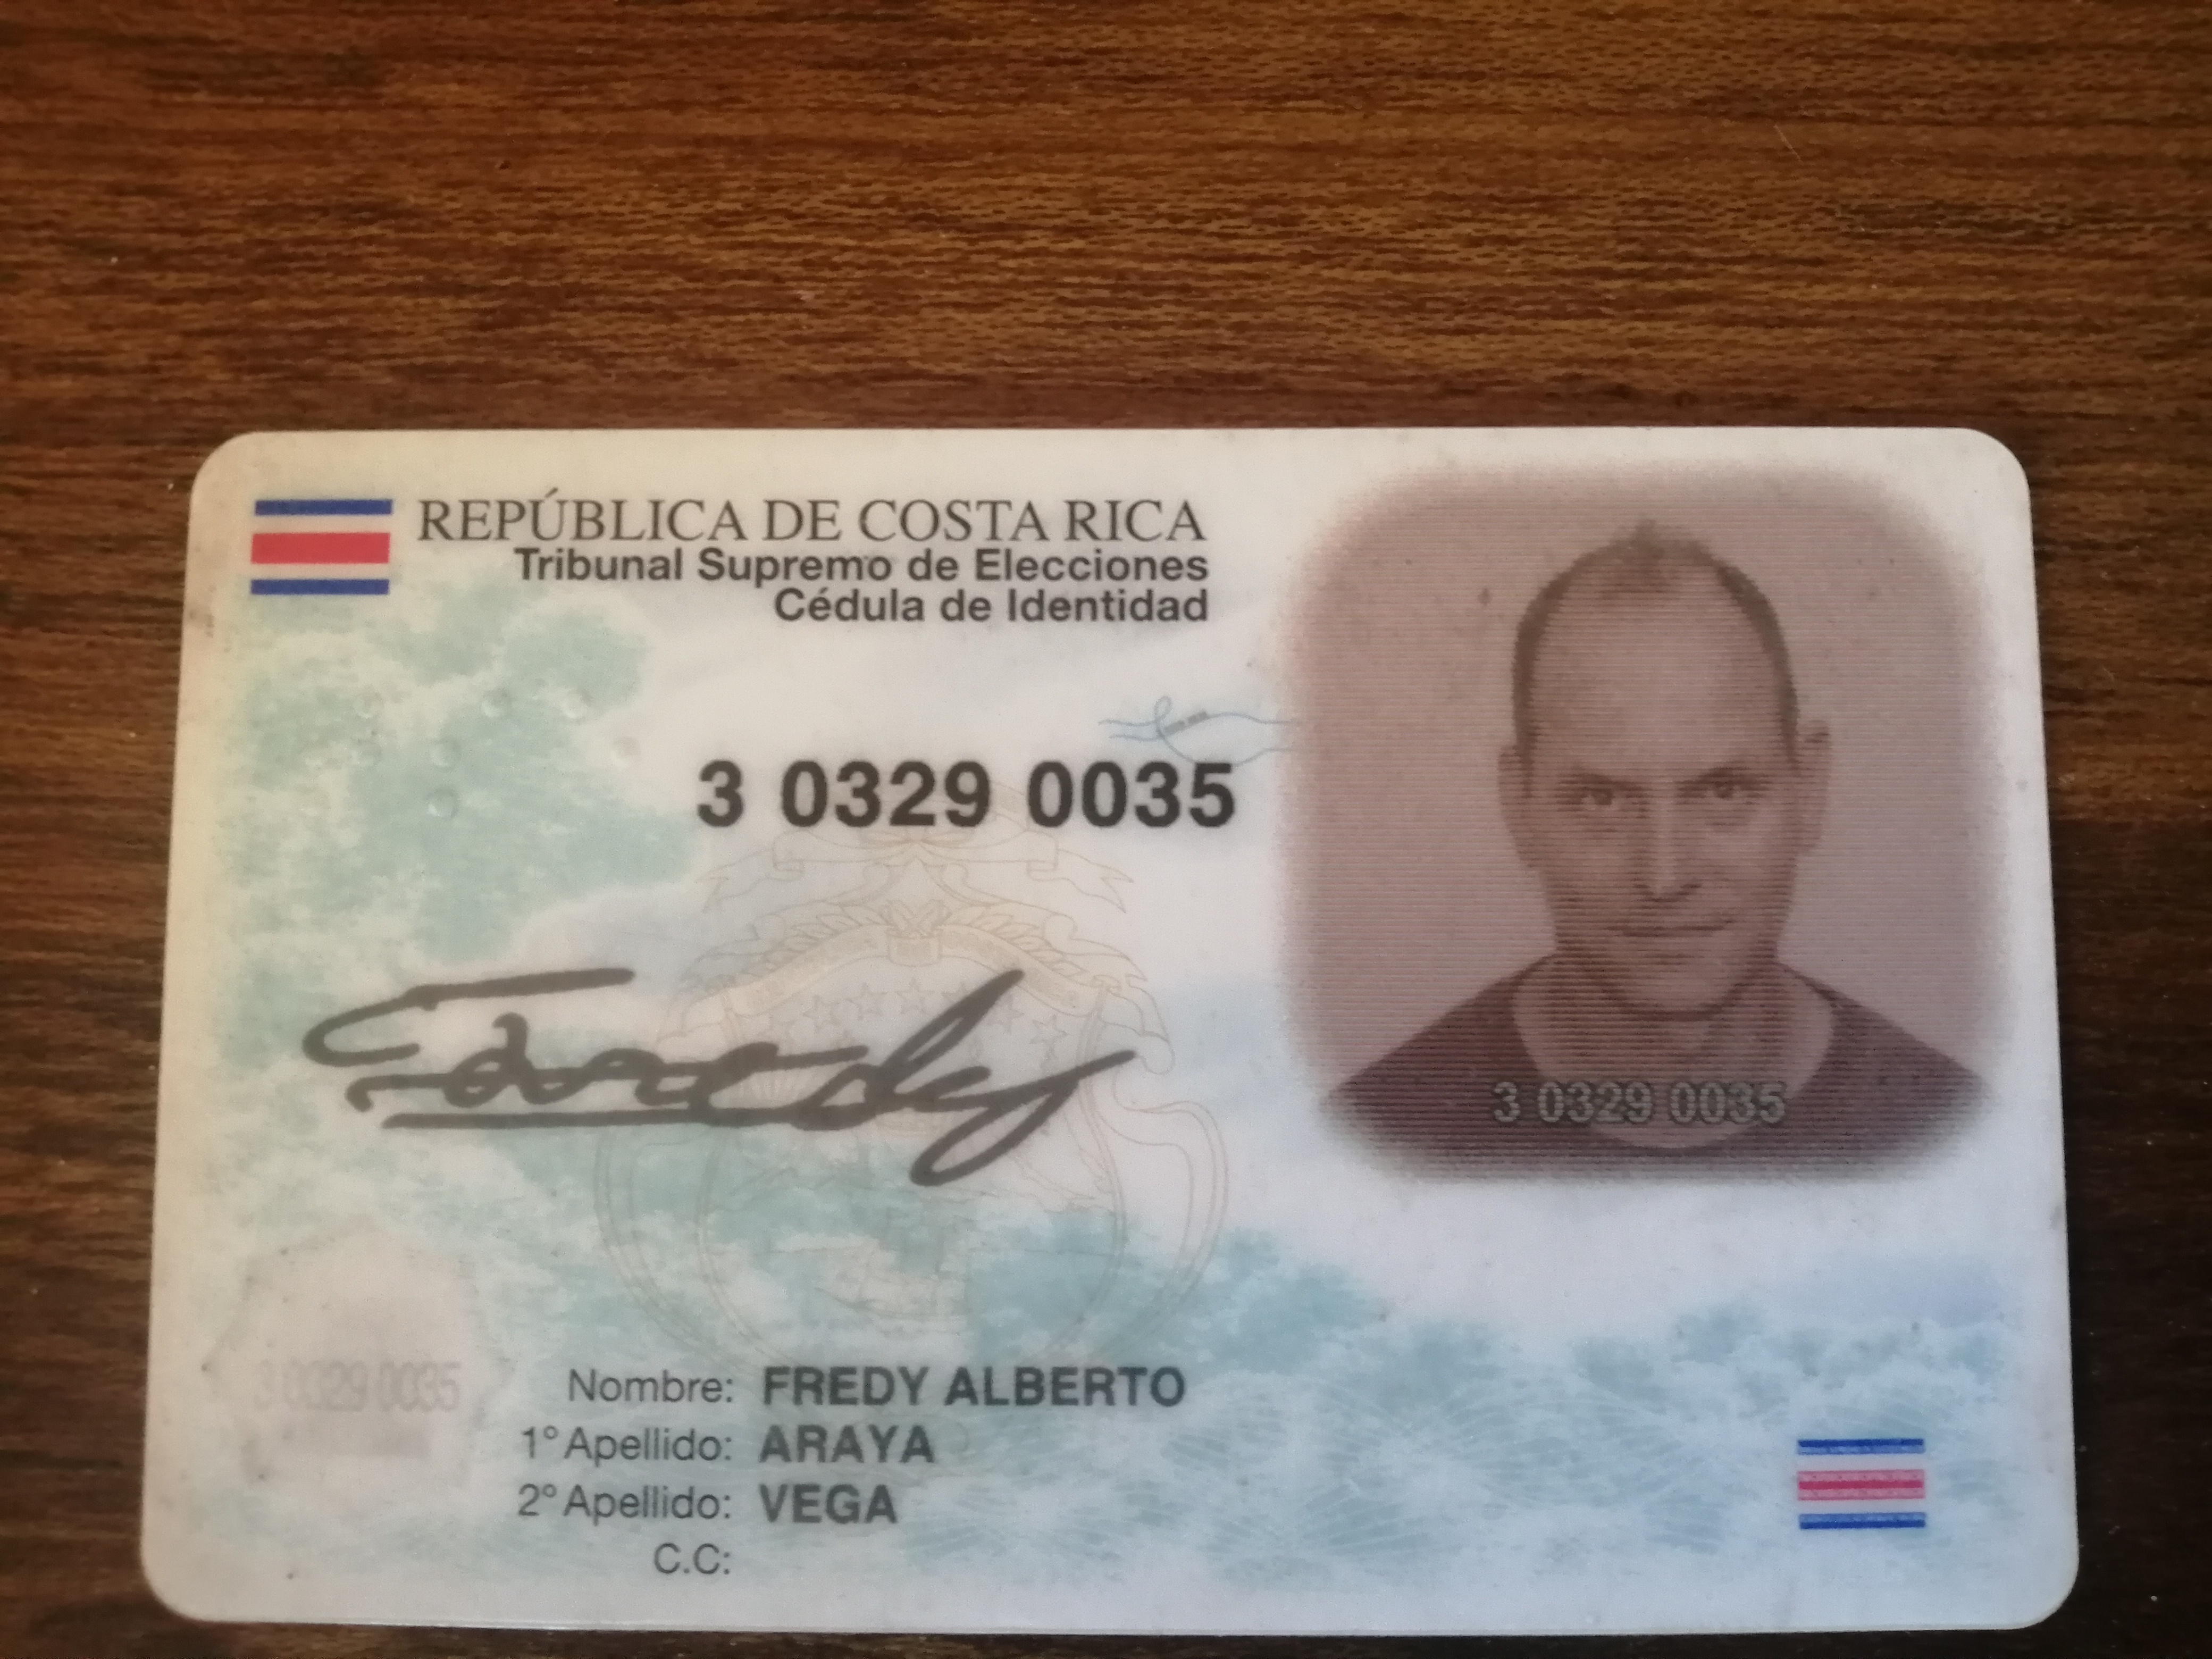 REPÚBLICA DE COSTA RICA
Tribunal Supremo de Elecciones
Cédula de Identidad
3 0329 0035
3 0329 0035
3 0329 0035
Nombre: FREDY ALBERTO
1° Apellido: ARAYA
2° Apellido: VEGA
C.C: